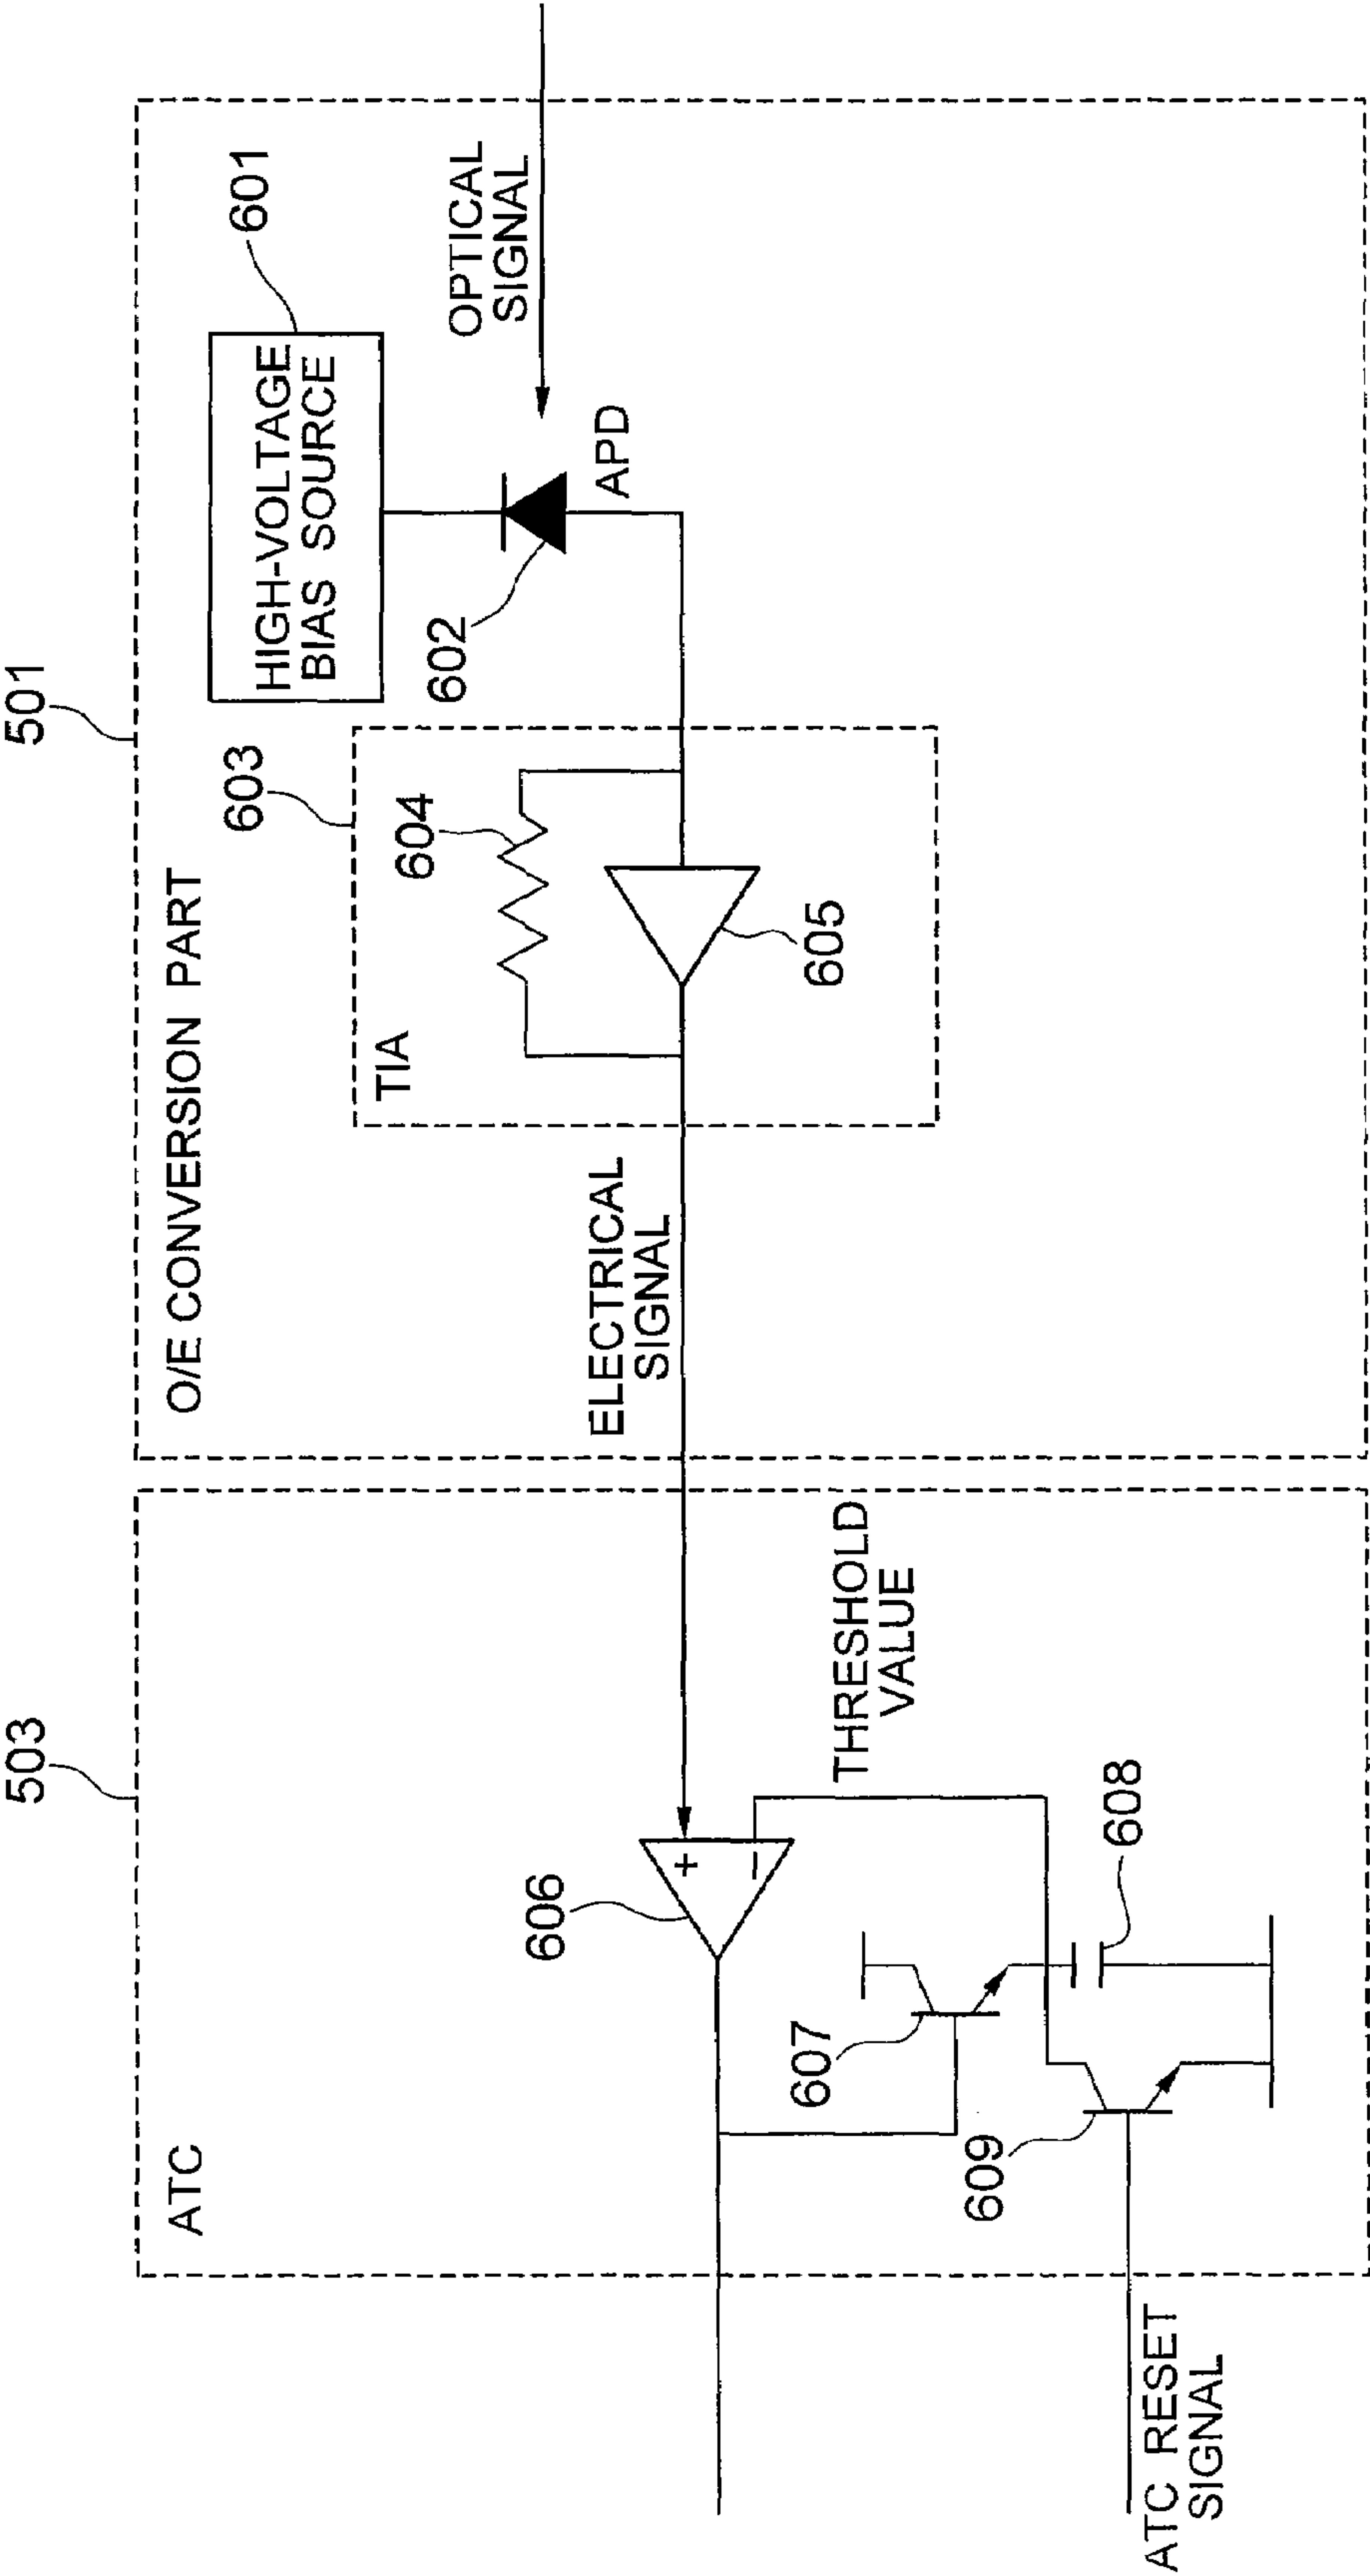 501
O/E CONVERSION PART
601
HIGH-VOLTAGE
BIAS SOURCE
OPTICAL
SIGNAL
602
APD
603
TIA
604
605
ELECTRICAL
SIGNAL
503
ATC
606
+
−
THRESHOLD
VALUE
607
608
609
ATC RESET
SIGNAL